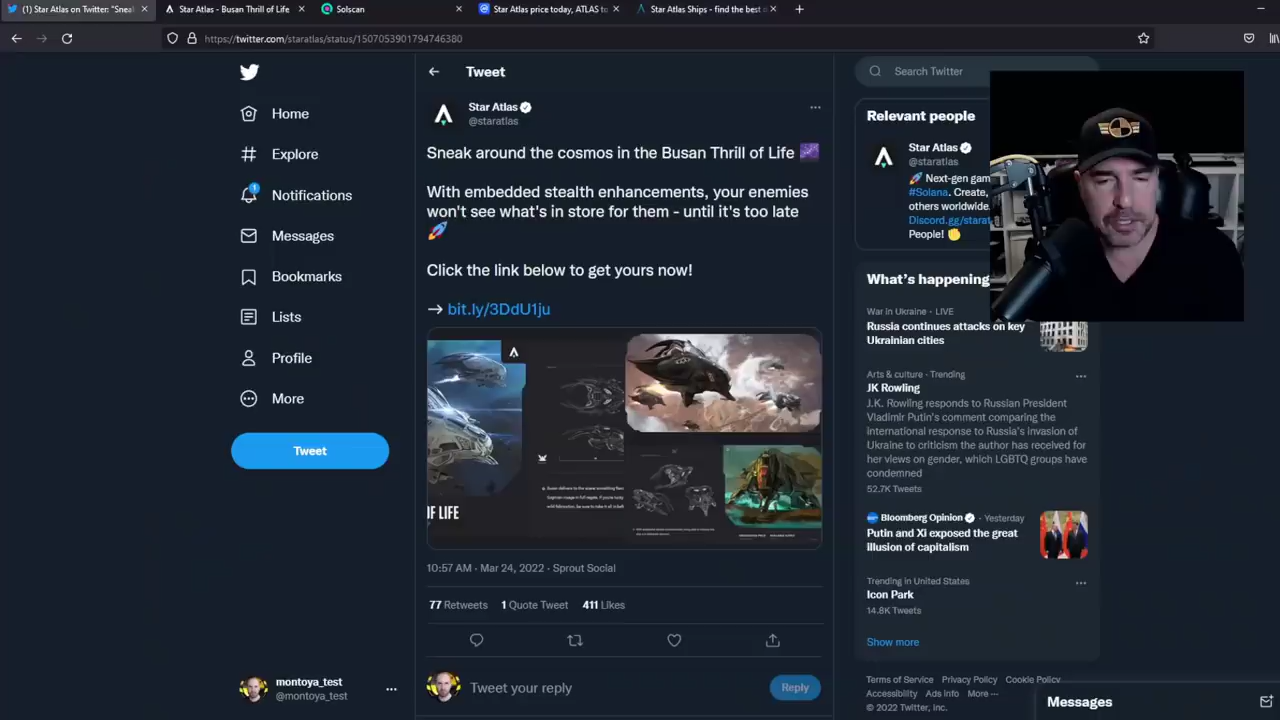 (1) Star Atlas on Twitter: "Sneak
Star Atlas - Busan Thrill of Life
Solscan
Star Atlas price today, ATLAS to
Star Atlas Ships - find the best d
https://twitter.com/staratlas/status/1507053901794746380
Home
Explore
1
Notifications
Messages
Bookmarks
Lists
Profile
More
Tweet
montoya_test
@montoya_test
Tweet
Star Atlas
@staratlas
Sneak around the cosmos in the Busan Thrill of Life
With embedded stealth enhancements, your enemies
won't see what's in store for them - until it's too late
Click the link below to get yours now!
→ bit.ly/3DdU1ju
OF LIFE
10:57 AM · Mar 24, 2022 · Sprout Social
77 Retweets 1 Quote Tweet 411 Likes
Tweet your reply
Reply
Search Twitter
Relevant people
Star Atlas
@staratlas
Next-gen gam
#Solana. Create,
others worldwide.
Discord.gg/starat
People!
What's happening
War in Ukraine · LIVE
Russia continues attacks on key
Ukrainian cities
Arts & culture · Trending
JK Rowling
J.K. Rowling responds to Russian President
Vladimir Putin's comment comparing the
international response to Russia's invasion of
Ukraine to criticism the author has received for
her views on gender, which LGBTQ groups have
condemned
52.7K Tweets
Bloomberg Opinion · Yesterday
Putin and Xi exposed the great
illusion of capitalism
Trending in United States
Icon Park
14.8K Tweets
Show more
Terms of Service Privacy Policy Cookie Policy
Accessibility Ads info More ···
© 2022 Twitter, Inc.
Messages